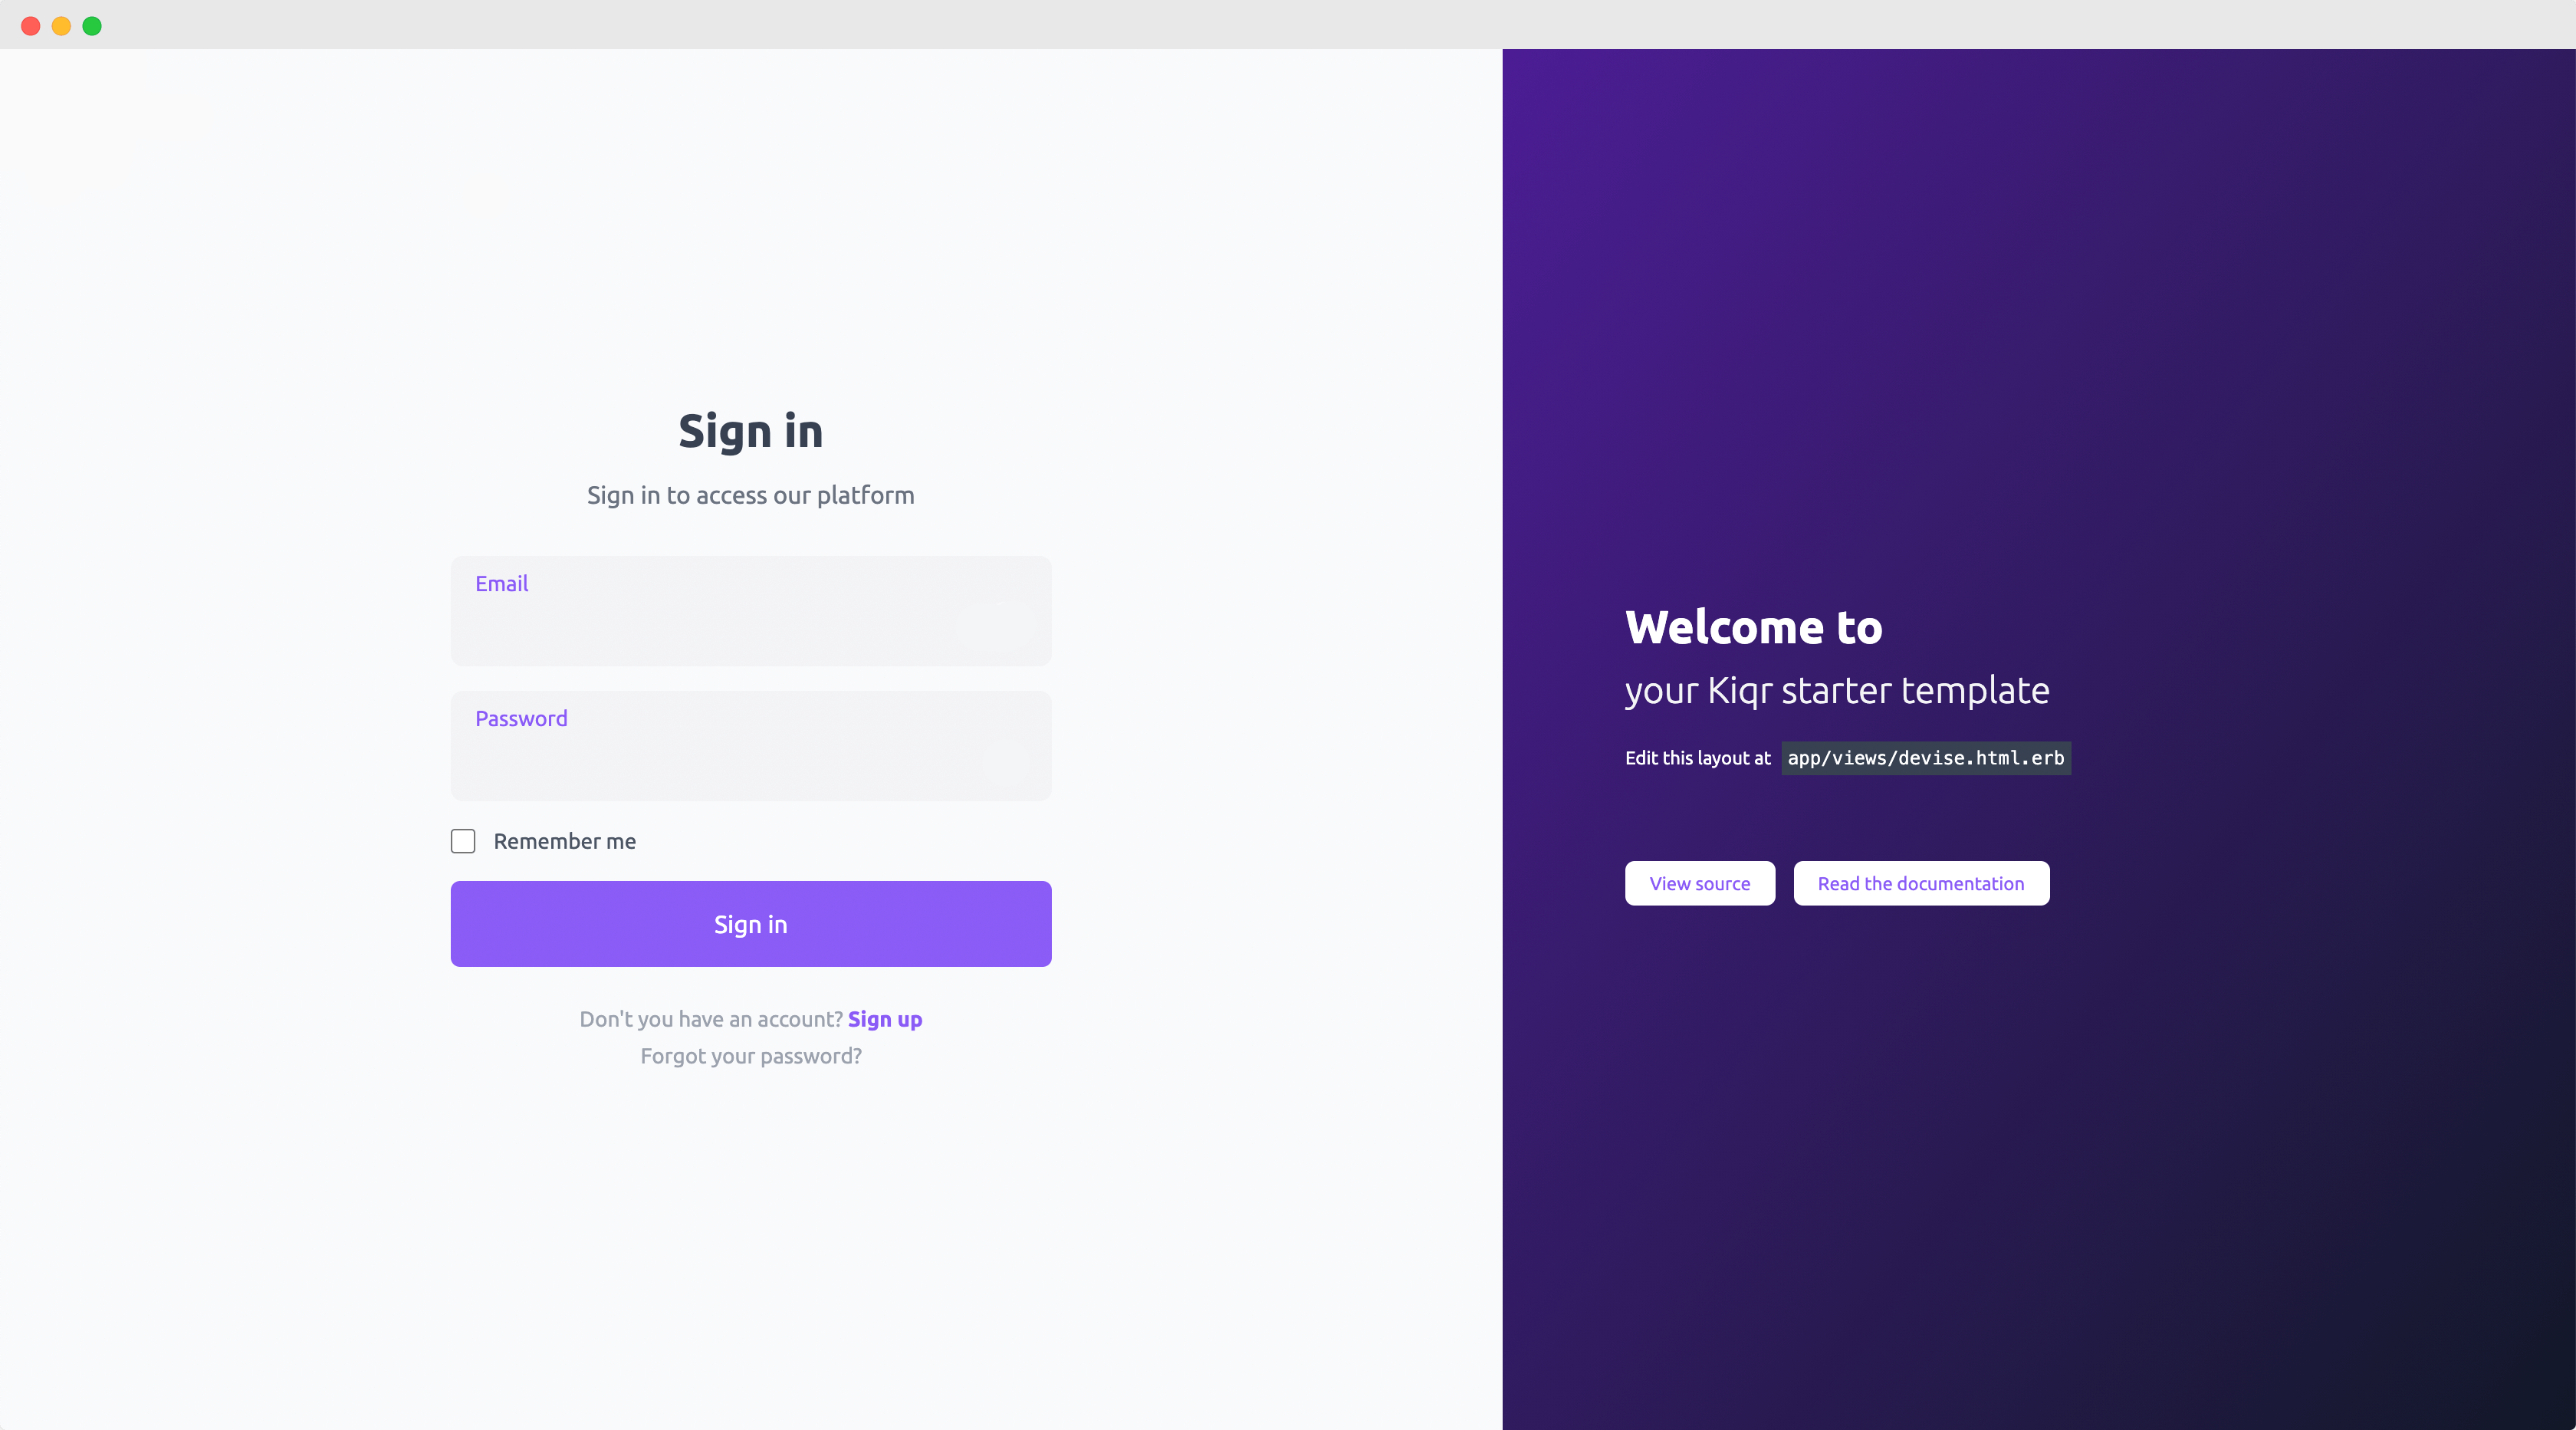 Sign in
Sign in to access our platform
Email
Password
Remember me
Sign in
Don't you have an account? Sign up
Forgot your password?
Welcome to
your Kiqr starter template
Edit this layout at app/views/devise.html.erb
View source
Read the documentation